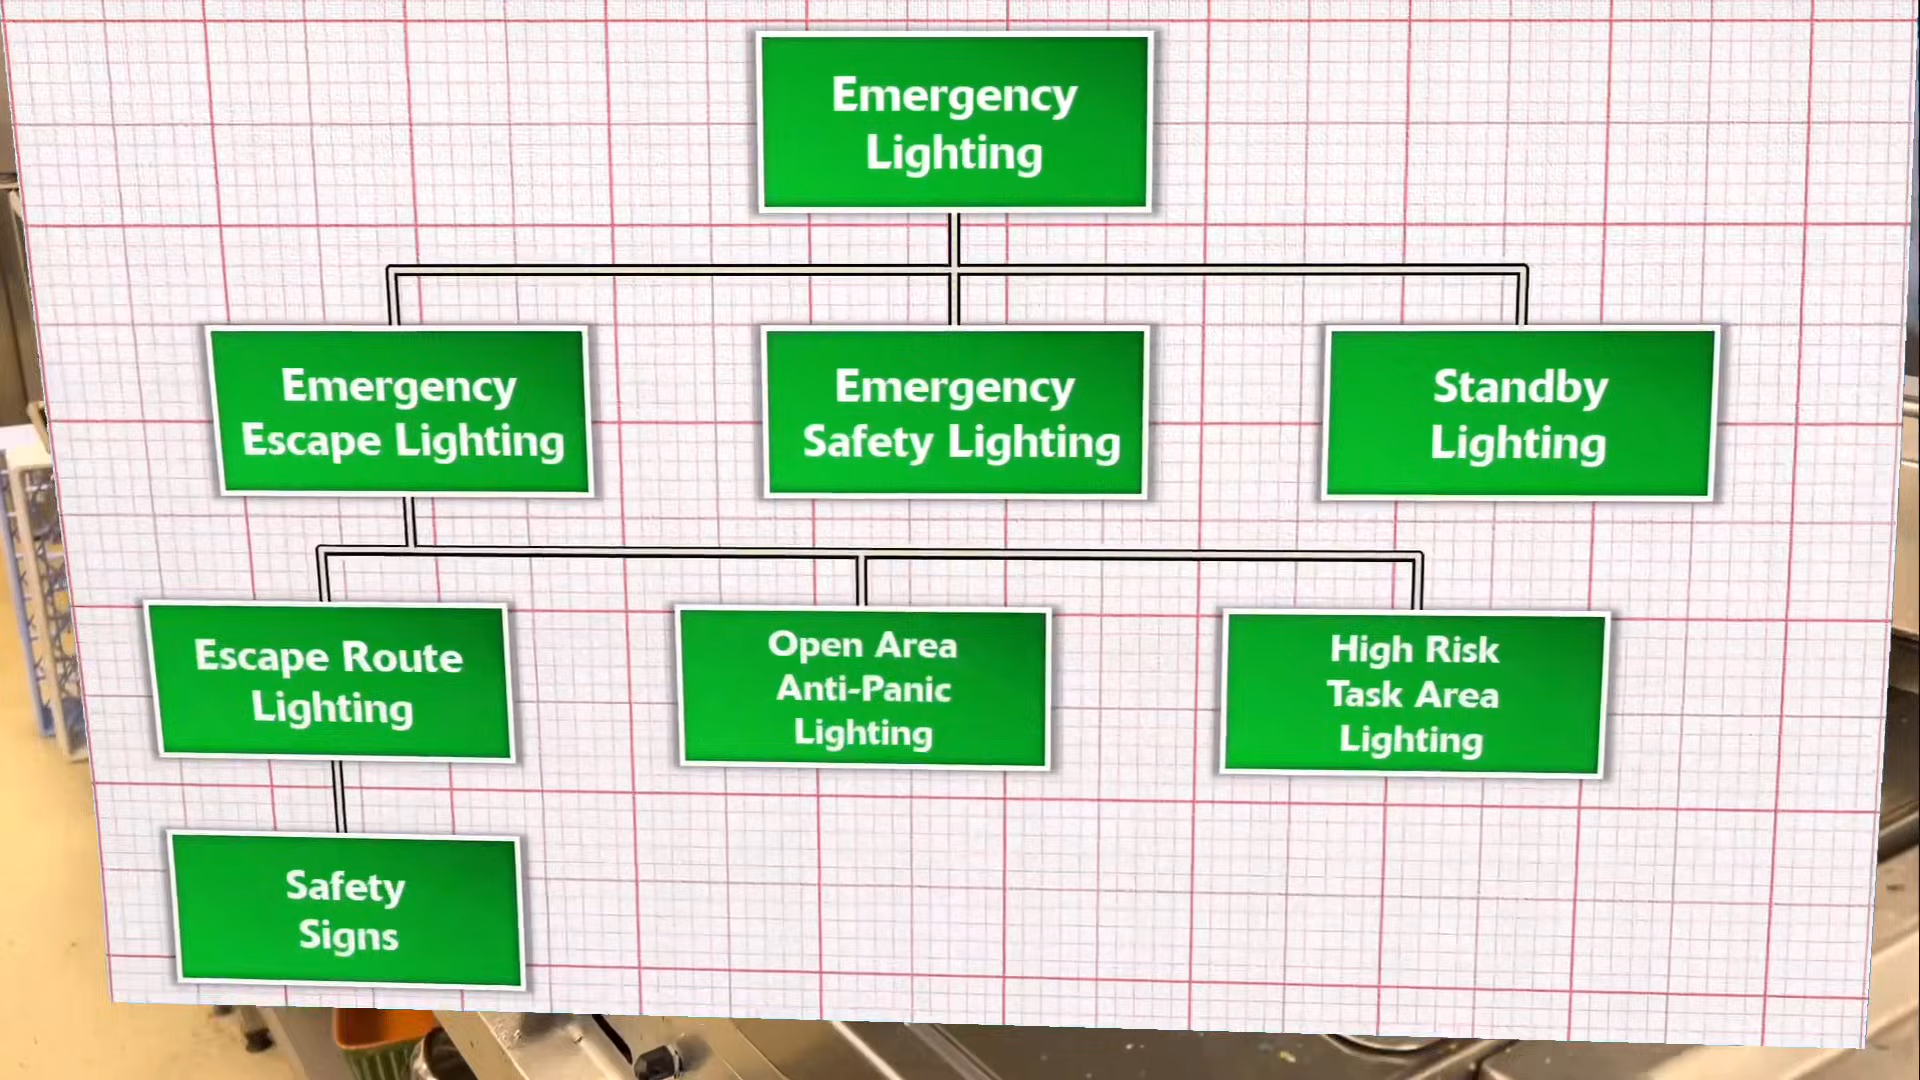 Emergency
Lighting
Emergency
Escape Lighting
Emergency
Safety Lighting
Standby
Lighting
Escape Route
Lighting
Open Area
Anti-Panic
Lighting
High Risk
Task Area
Lighting
Safety
Signs